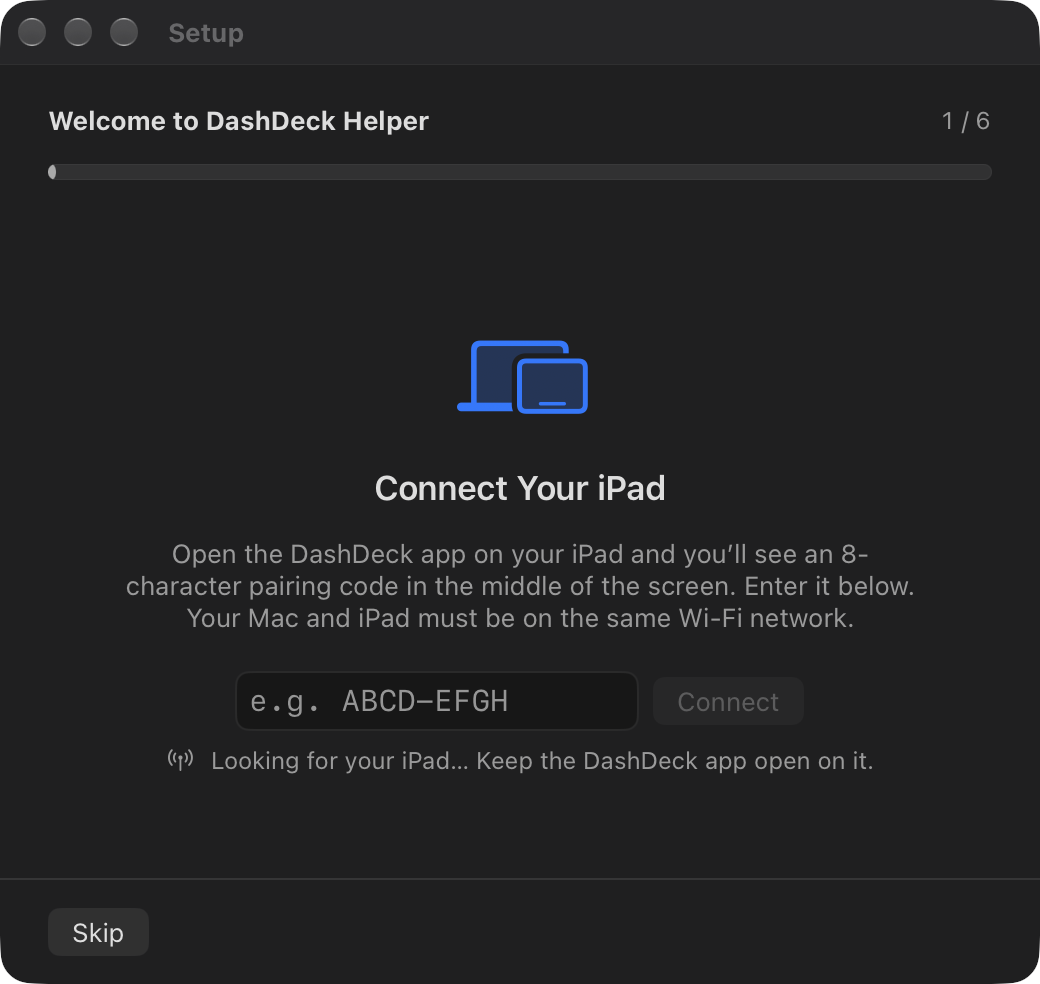 Setup
Welcome to DashDeck Helper
1 / 6
Connect Your iPad
Open the DashDeck app on your iPad and you’ll see an 8-
character pairing code in the middle of the screen. Enter it below.
Your Mac and iPad must be on the same Wi-Fi network.
e.g. ABCD–EFGH
Connect
Looking for your iPad... Keep the DashDeck app open on it.
Skip